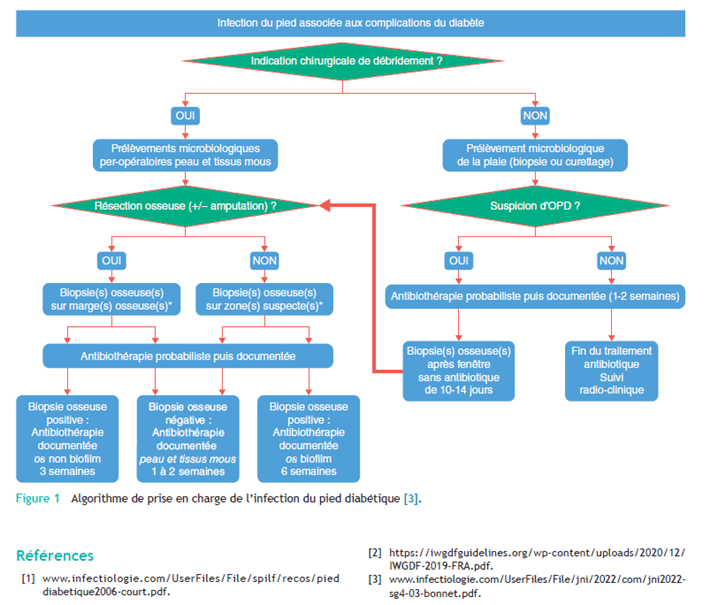 Infection du pied associée aux complications du diabète
Indication chirurgicale de débridement ?
OUI
NON
Prélèvements microbiologiques
per-opératoires peau et tissus mous
Prélèvement microbiologique
de la plaie (biopsie ou curettage)
Résection osseuse (+/– amputation) ?
Suspicion d'OPD ?
OUI
NON
OUI
NON
Biopsie(s) osseuse(s)
sur marge(s) osseuse(s)*
Biopsie(s) osseuse(s)
sur zone(s) suspecte(s)*
Antibiothérapie probabiliste puis documentée (1-2 semaines)
Antibiothérapie probabiliste puis documentée
Biopsie(s) osseuse(s)
après fenêtre
sans antibiotique
de 10-14 jours
Fin du traitement
antibiotique
Suivi
radio-clinique
Biopsie osseuse
positive :
Antibiothérapie
documentée
os non biofilm
3 semaines
Biopsie osseuse
négative :
Antibiothérapie
documentée
peau et tissus mous
1 à 2 semaines
Biopsie osseuse
positive :
Antibiothérapie
documentée
os biofilm
6 semaines
Figure 1 Algorithme de prise en charge de l'infection du pied diabétique [3].
Références
[1] www.infectiologie.com/UserFiles/File/spilf/recos/pied
diabetique2006-court.pdf.
[2] https://iwgdfguidelines.org/wp-content/uploads/2020/12/
IWGDF-2019-FRA.pdf.
[3] www.infectiologie.com/UserFiles/File/jni/2022/com/jni2022-
sg4-03-bonnet.pdf.